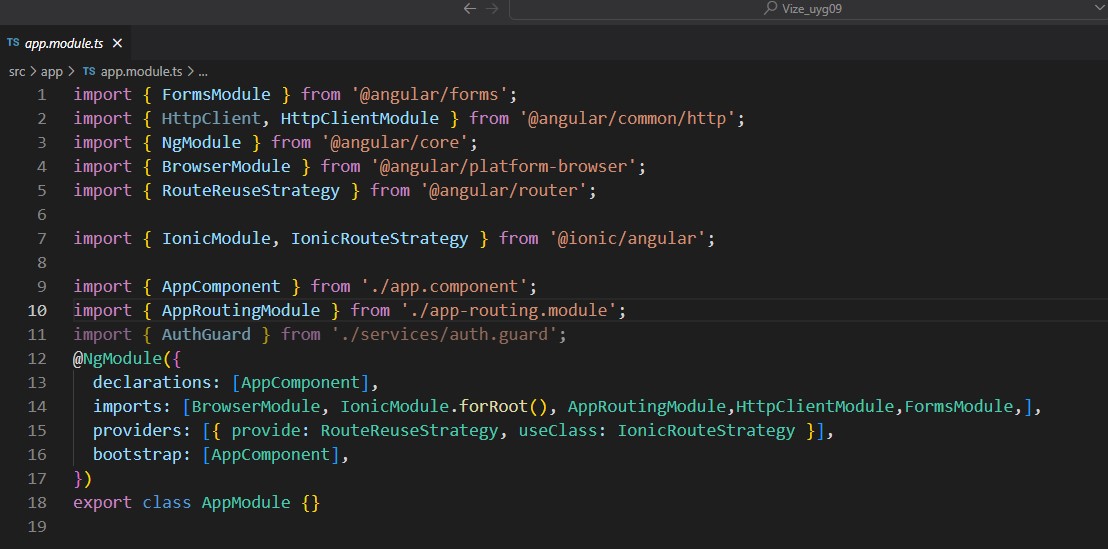 Vize_uyg09
TS app.module.ts
src > app > TS app.module.ts > ...
1 import { FormsModule } from '@angular/forms';
2 import { HttpClient, HttpClientModule } from '@angular/common/http';
3 import { NgModule } from '@angular/core';
4 import { BrowserModule } from '@angular/platform-browser';
5 import { RouteReuseStrategy } from '@angular/router';
6
7 import { IonicModule, IonicRouteStrategy } from '@ionic/angular';
8
9 import { AppComponent } from './app.component';
10 import { AppRoutingModule } from './app-routing.module';
11 import { AuthGuard } from './services/auth.guard';
12 @NgModule({
13   declarations: [AppComponent],
14   imports: [BrowserModule, IonicModule.forRoot(), AppRoutingModule,HttpClientModule,FormsModule,],
15   providers: [{ provide: RouteReuseStrategy, useClass: IonicRouteStrategy }],
16   bootstrap: [AppComponent],
17 })
18 export class AppModule {}
19